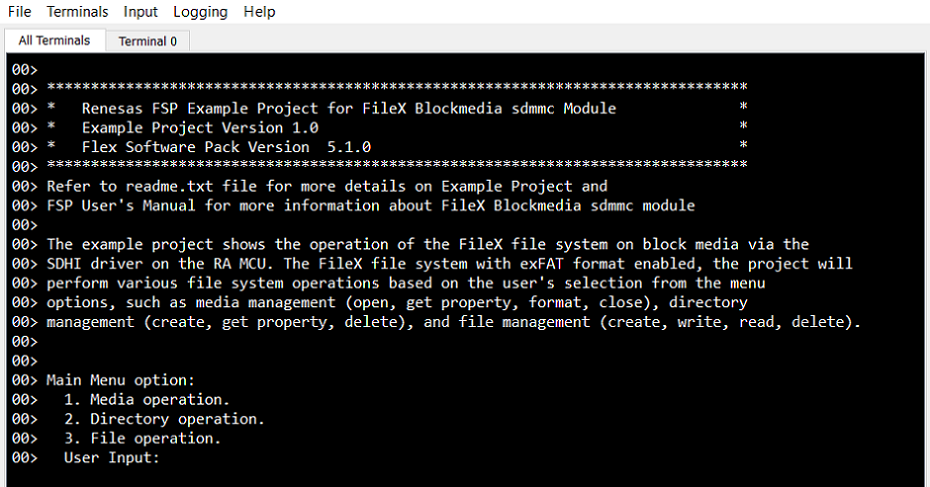 File Terminals Input Logging Help
All Terminals Terminal 0
00>
00> *********************************************************************************
00> *   Renesas FSP Example Project for FileX Blockmedia sdmmc Module               *
00> *   Example Project Version 1.0                                                 *
00> *   Flex Software Pack Version  5.1.0                                           *
00> *********************************************************************************
00> Refer to readme.txt file for more details on Example Project and
00> FSP User's Manual for more information about FileX Blockmedia sdmmc module
00>
00> The example project shows the operation of the FileX file system on block media via the
00> SDHI driver on the RA MCU. The FileX file system with exFAT format enabled, the project will
00> perform various file system operations based on the user's selection from the menu
00> options, such as media management (open, get property, format, close), directory
00> management (create, get property, delete), and file management (create, write, read, delete).
00>
00>
00> Main Menu option:
00>   1. Media operation.
00>   2. Directory operation.
00>   3. File operation.
00>   User Input: